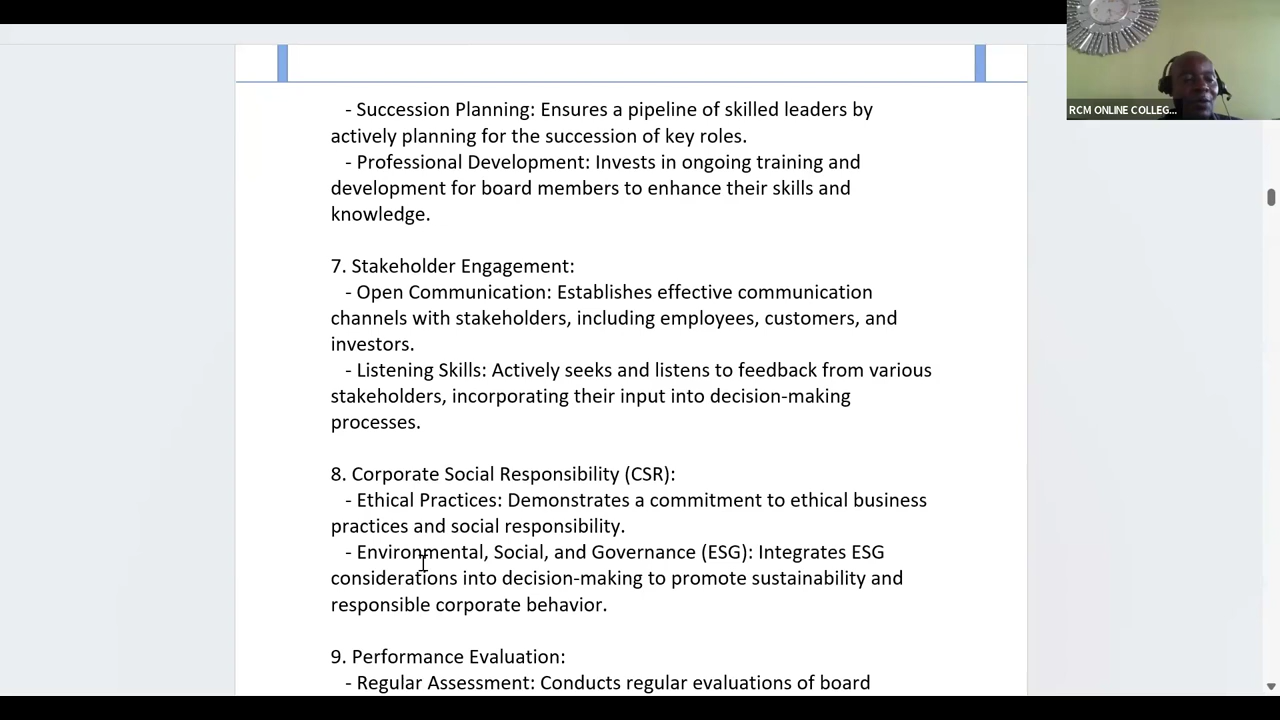 - Succession Planning: Ensures a pipeline of skilled leaders by
actively planning for the succession of key roles.
- Professional Development: Invests in ongoing training and
development for board members to enhance their skills and
knowledge.
7. Stakeholder Engagement:
- Open Communication: Establishes effective communication
channels with stakeholders, including employees, customers, and
investors.
- Listening Skills: Actively seeks and listens to feedback from various
stakeholders, incorporating their input into decision-making
processes.
8. Corporate Social Responsibility (CSR):
- Ethical Practices: Demonstrates a commitment to ethical business
practices and social responsibility.
- Environmental, Social, and Governance (ESG): Integrates ESG
considerations into decision-making to promote sustainability and
responsible corporate behavior.
9. Performance Evaluation:
- Regular Assessment: Conducts regular evaluations of board
RCM ONLINE COLLEG...